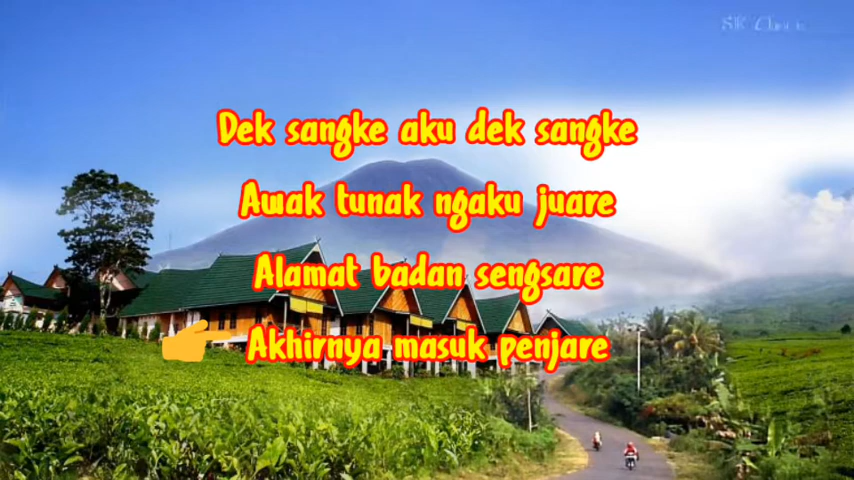 Dek sangke aku dek sangke
Awak tunak ngaku juare
Alamat badan sengsare
Akhirnya masuk penjare